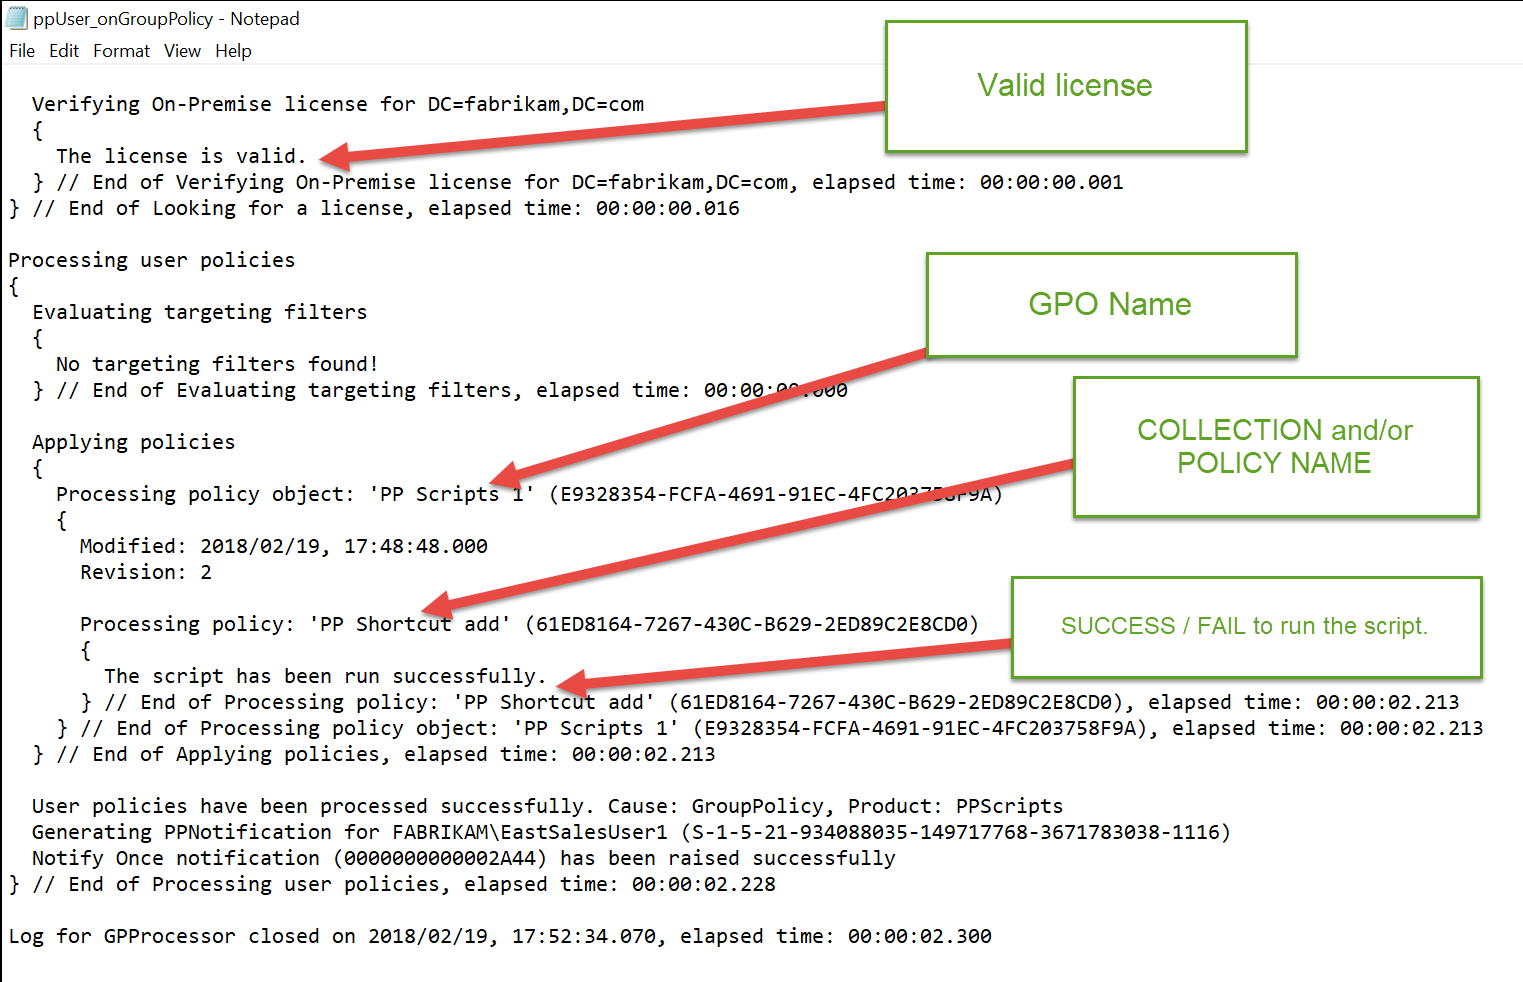 ppUser_onGroupPolicy - Notepad
File Edit Format View Help
Valid license
Verifying On-Premise license for DC=fabrikam,DC=com
{
The license is valid.
} // End of Verifying On-Premise license for DC=fabrikam,DC=com, elapsed time: 00:00:00.001
} // End of Looking for a license, elapsed time: 00:00:00.016
Processing user policies
{
GPO Name
Evaluating targeting filters
{
No targeting filters found!
} // End of Evaluating targeting filters, elapsed time: 00:00:00.000
COLLECTION and/or
POLICY NAME
Applying policies
{
Processing policy object: 'PP Scripts 1' (E9328354-FCFA-4691-91EC-4FC203758F9A)
{
Modified: 2018/02/19, 17:48:48.000
Revision: 2
Processing policy: 'PP Shortcut add' (61ED8164-7267-430C-B629-2ED89C2E8CD0)
SUCCESS / FAIL to run the script.
{
The script has been run successfully.
} // End of Processing policy: 'PP Shortcut add' (61ED8164-7267-430C-B629-2ED89C2E8CD0), elapsed time: 00:00:02.213
} // End of Processing policy object: 'PP Scripts 1' (E9328354-FCFA-4691-91EC-4FC203758F9A), elapsed time: 00:00:02.213
} // End of Applying policies, elapsed time: 00:00:02.213
User policies have been processed successfully. Cause: GroupPolicy, Product: PPScripts
Generating PPNotification for FABRIKAM\EastSalesUser1 (S-1-5-21-934088035-149717768-3671783038-1116)
Notify Once notification (0000000000002A44) has been raised successfully
} // End of Processing user policies, elapsed time: 00:00:02.228
Log for GPProcessor closed on 2018/02/19, 17:52:34.070, elapsed time: 00:00:02.300